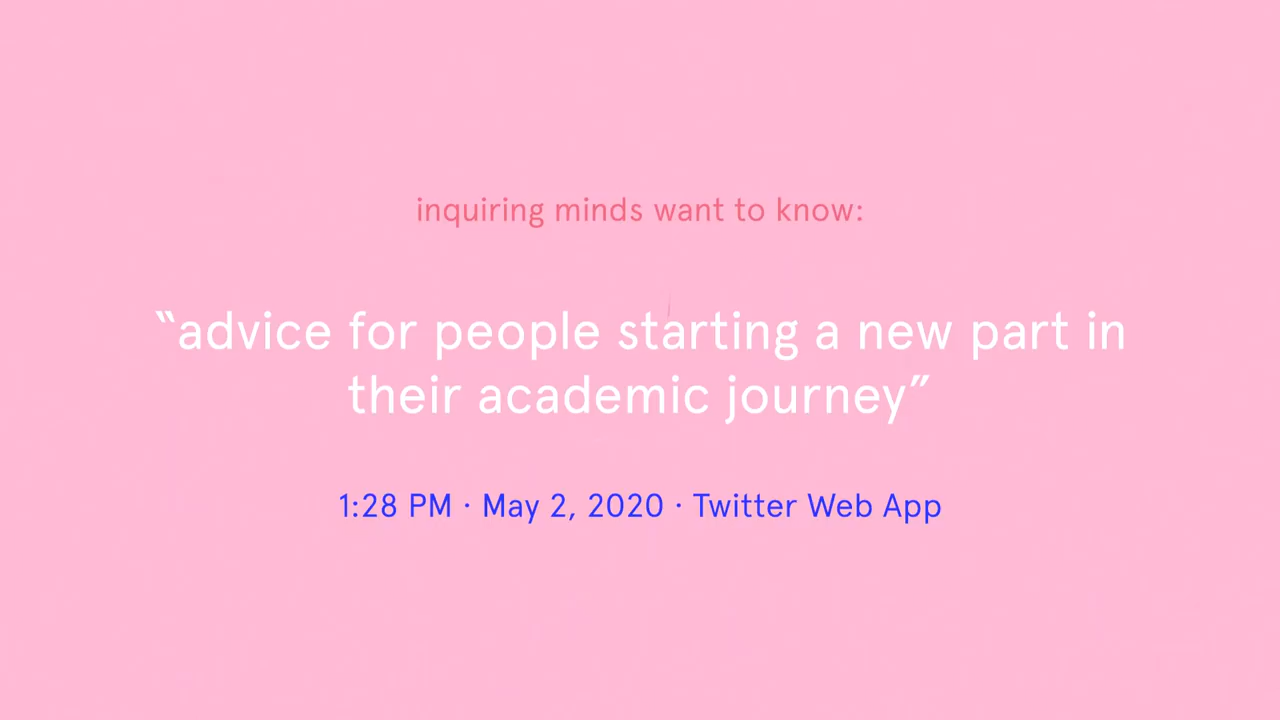 inquiring minds want to know:
“advice for people starting a new part in
their academic journey”
1:28 PM · May 2, 2020 · Twitter Web App